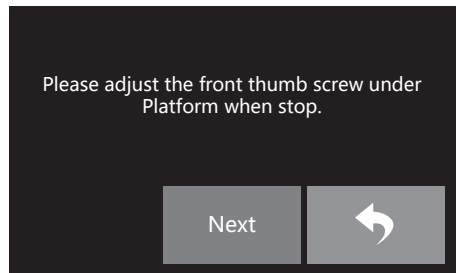 Please adjust the front thumb screw under
Platform when stop.
Next